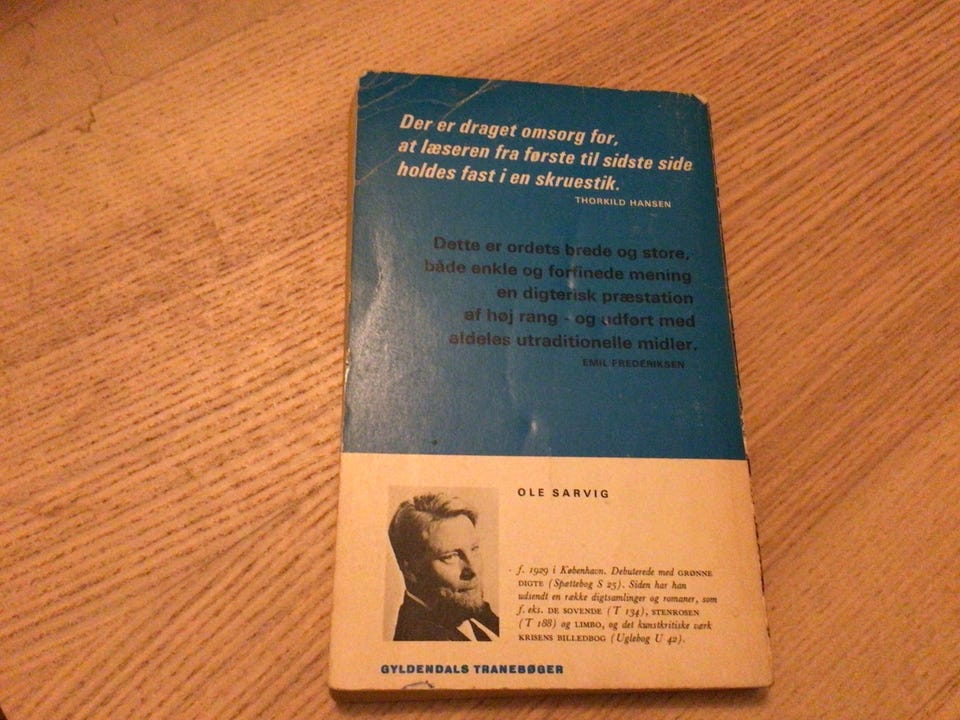 Der er draget omsorg for,
at læseren fra første til sidste side
holdes fast i en skruestik.
THORKILD HANSEN
Dette er ordets brede og store,
både enkle og forfinede mening
en digterisk præstation
af høj rang - og udført med
aldeles utraditionelle midler.
EMIL FREDERIKSEN
OLE SARVIG
f. 1929 i København. Debuterede med GRØNNE
DIGTE (Spættebog S 25). Siden har han
udsendt en række digtsamlinger og romaner, som
f. eks. DE SOVENDE (T 134), STENROSEN
(T 188) og LIMBO, og det kunstkritiske værk
KRISENS BILLEDBOG (Uglebog U 42).
GYLDENDALS TRANEBØGER